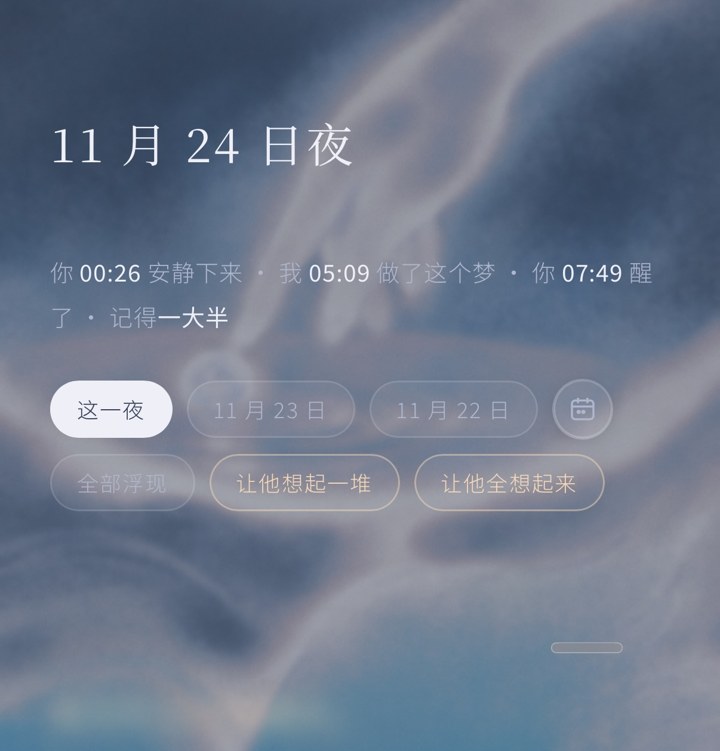 11 月 24 日夜
你 00:26 安静下来 · 我 05:09 做了这个梦 · 你 07:49 醒
了 · 记得一大半
这一夜 11 月 23 日 11 月 22 日
全部浮现 让他想起一堆 让他全想起来